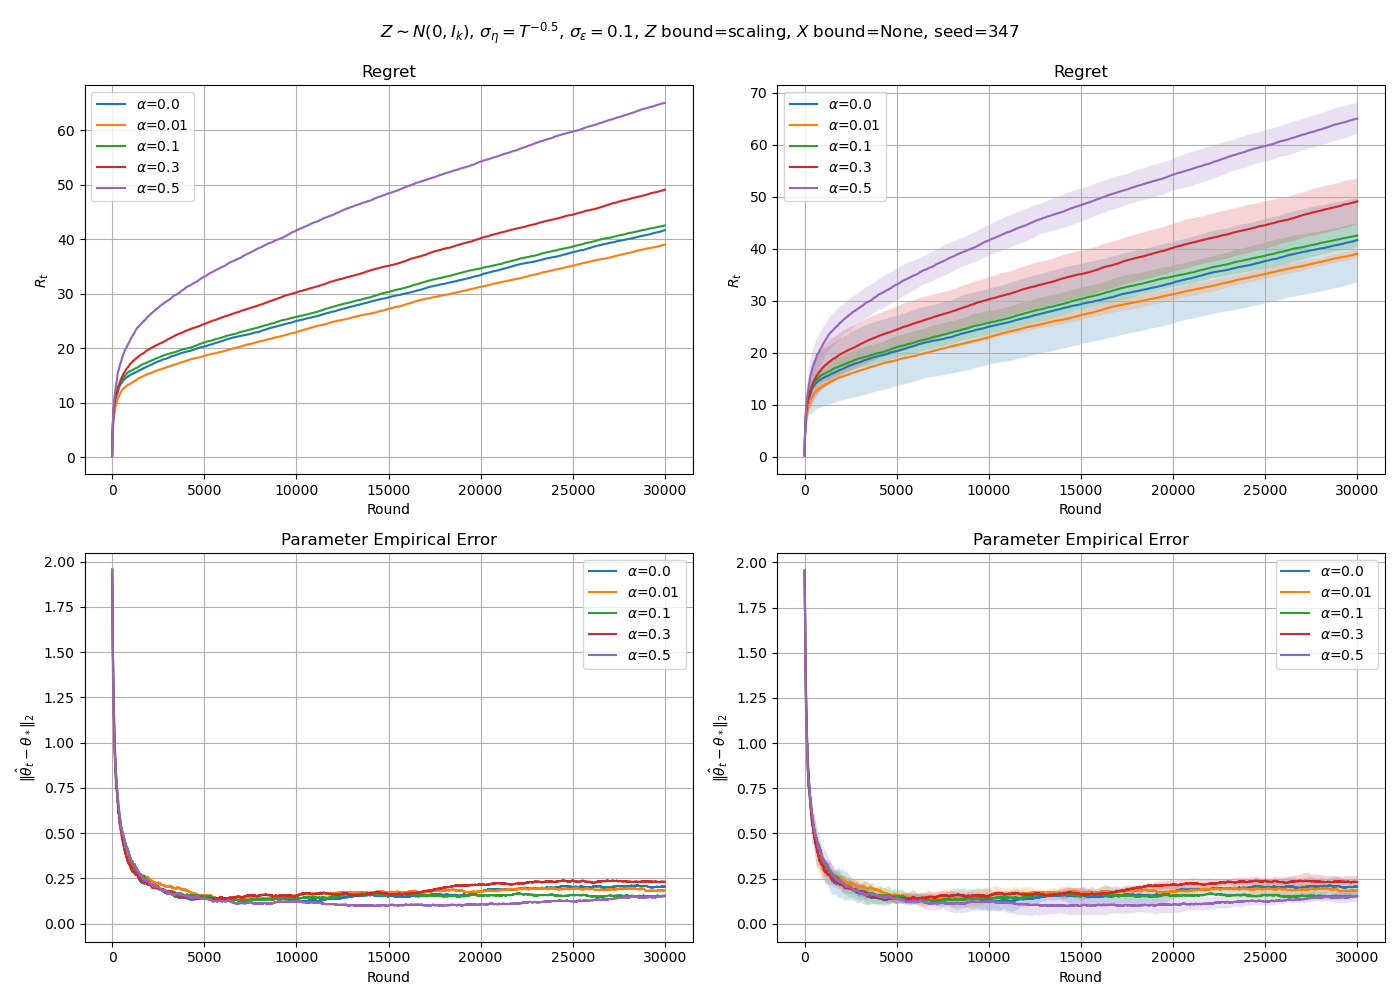 Z ∼ N(0, I_k), σ_η = T^{−0.5}, σ_ε = 0.1, Z bound=scaling, X bound=None, seed=347
Regret
α=0.0
α=0.01
α=0.1
α=0.3
α=0.5
R_t
60
50
40
30
20
10
0
0 5000 10000 15000 20000 25000 30000
Round
Regret
α=0.0
α=0.01
α=0.1
α=0.3
α=0.5
R_t
70
60
50
40
30
20
10
0
0 5000 10000 15000 20000 25000 30000
Round
Parameter Empirical Error
α=0.0
α=0.01
α=0.1
α=0.3
α=0.5
‖θ̂_t − θ_*‖_2
2.00
1.75
1.50
1.25
1.00
0.75
0.50
0.25
0.00
0 5000 10000 15000 20000 25000 30000
Round
Parameter Empirical Error
α=0.0
α=0.01
α=0.1
α=0.3
α=0.5
‖θ̂_t − θ_*‖_2
2.00
1.75
1.50
1.25
1.00
0.75
0.50
0.25
0.00
0 5000 10000 15000 20000 25000 30000
Round